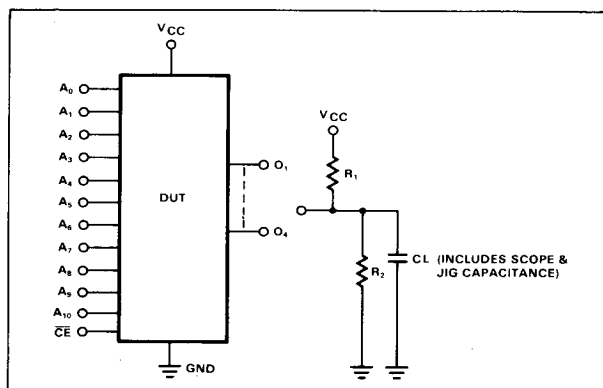 VCC
A0
A1
A2
A3
A4
A5
A6
A7
A8
A9
A10
CE
DUT
O1
O4
GND
VCC
R1
R2
CL (INCLUDES SCOPE &
JIG CAPACITANCE)